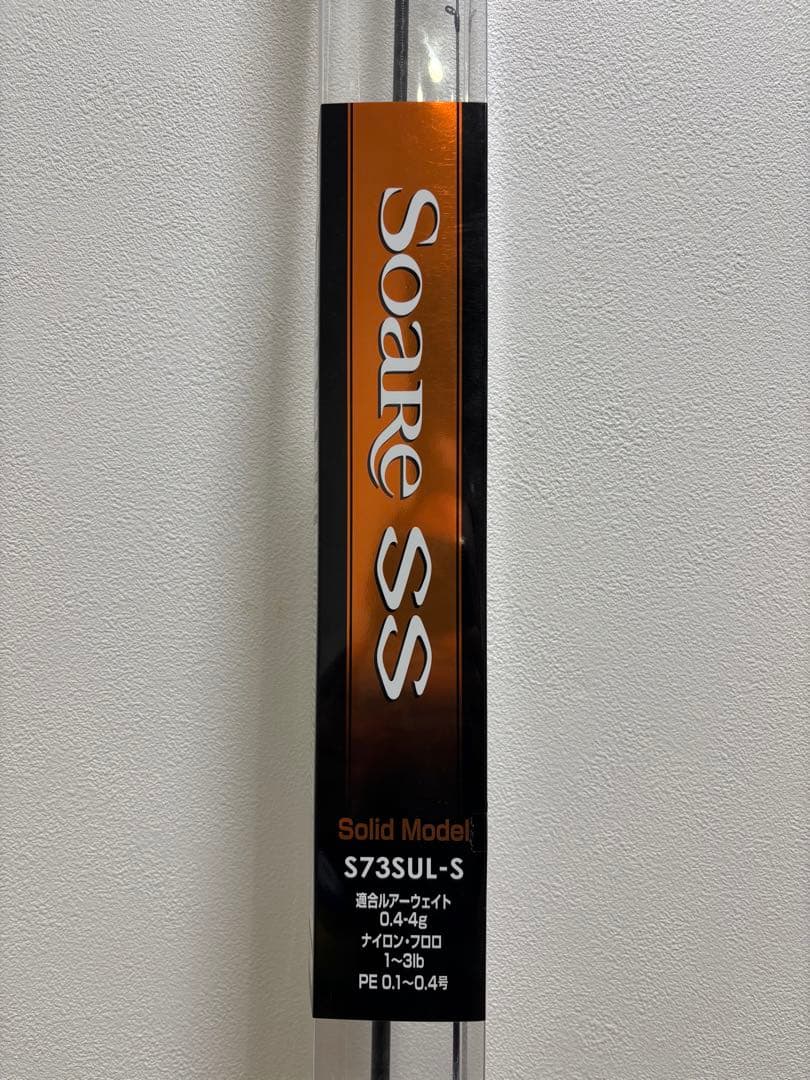 Soare SS
Solid Model
S73SUL-S
適合ルアーウェイト
0.4-4g
ナイロン・フロロ
1～3lb
PE 0.1～0.4号